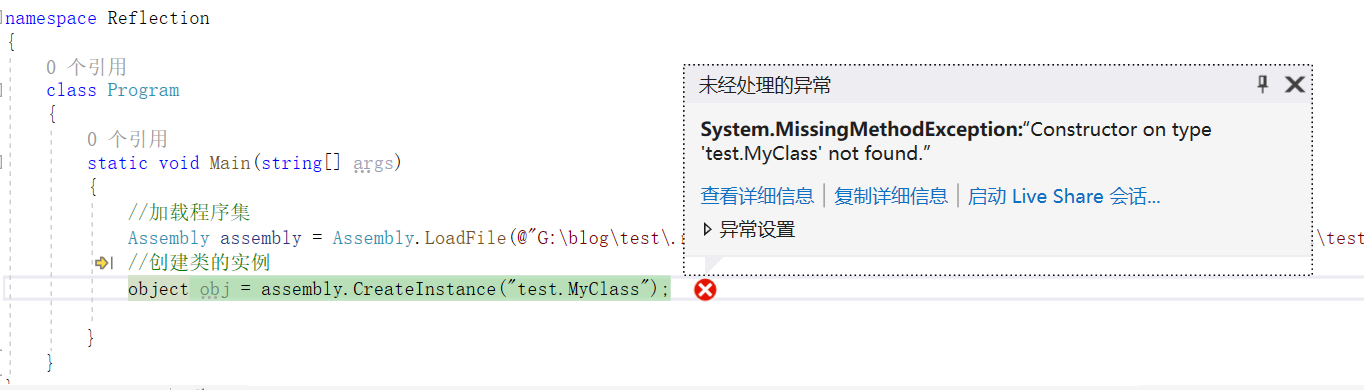 namespace Reflection
{
0 个引用
class Program
{
0 个引用
static void Main(string[] args)
{
//加载程序集
Assembly assembly = Assembly.LoadFile(@"G:\blog\test\. \test
//创建类的实例
object obj = assembly.CreateInstance("test.MyClass");
}
}
未经处理的异常
System.MissingMethodException:“Constructor on type
'test.MyClass' not found.”
查看详细信息 | 复制详细信息 | 启动 Live Share 会话...
异常设置